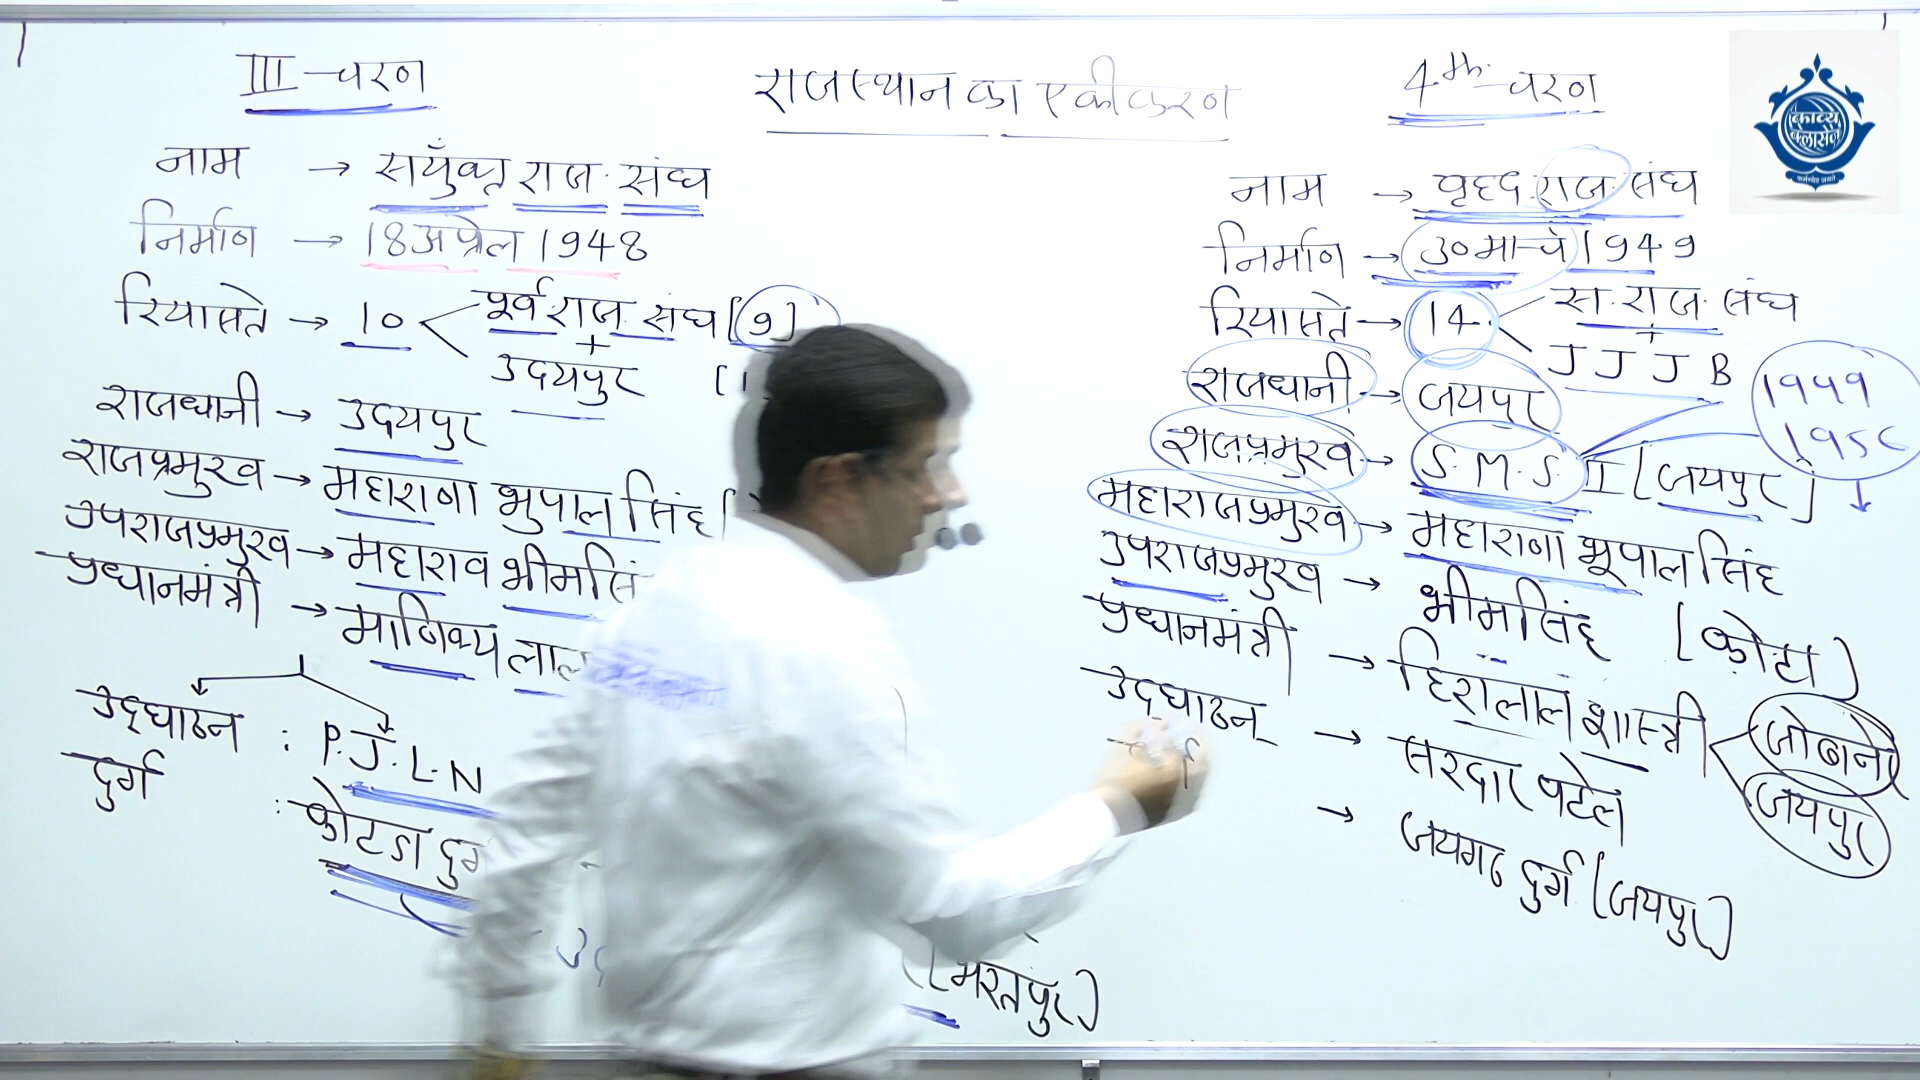 राजस्थान का एकीकरण
III - चरण
नाम → सयुँक्त राज. संघ
निर्माण → 18 अप्रेल 1948
रियासते → 10 < पूर्व राज. संघ [9]
+
उदयपुर
राजधानी → उदयपुर
राजप्रमुख → महाराणा भुपाल सिंह
उपराजप्रमुख → महाराव भीमसिं
प्रधानमंत्री → माणिक्य लाल
उद्घाटन : P. J. L. N
दुर्ग : कोटडा दुर्ग
(भरतपुर)
4th - चरण
नाम → वृहद राज. संघ
निर्माण → 30 मार्च 1949
रियासते → 14 < स. राज. संघ
+
J J J B
राजधानी → जयपुर
1949
राजप्रमुख → S. M. S. II [जयपुर]
महाराजप्रमुख → महाराणा भूपाल सिंह
उपराजप्रमुख → भीमसिंह [कोटा]
प्रधानमंत्री → हिरालाल शास्त्री < जोबनेर
जयपुर
उद्घाटन → सरदार पटेल
→ जयगढ दुर्ग [जयपुर]
काव्य
क्लासेज